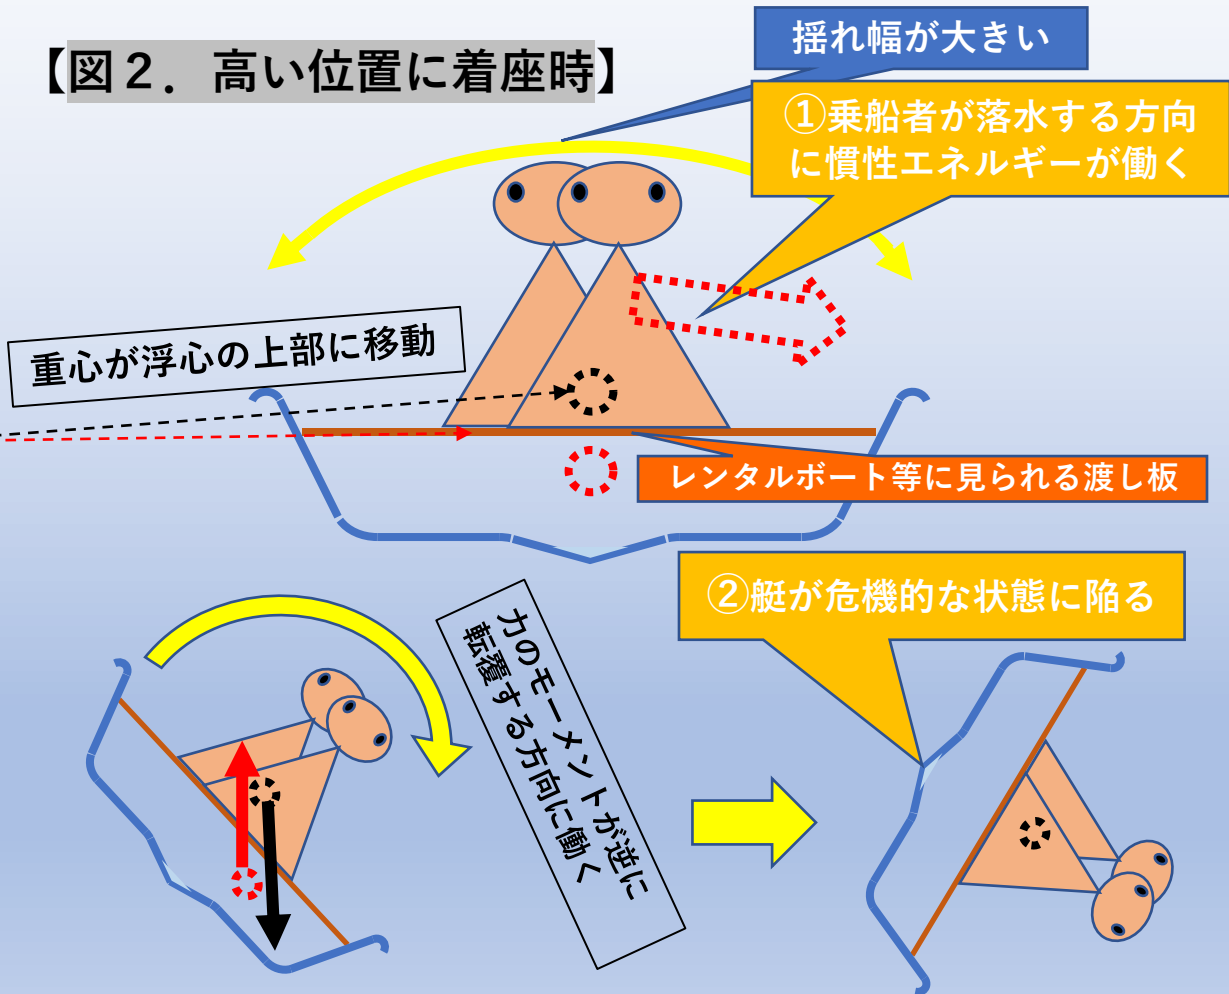 【図２．高い位置に着座時】
揺れ幅が大きい
①乗船者が落水する方向
に慣性エネルギーが働く
重心が浮心の上部に移動
レンタルボート等に見られる渡し板
②艇が危機的な状態に陥る
力のモーメントが逆に
転覆する方向に働く